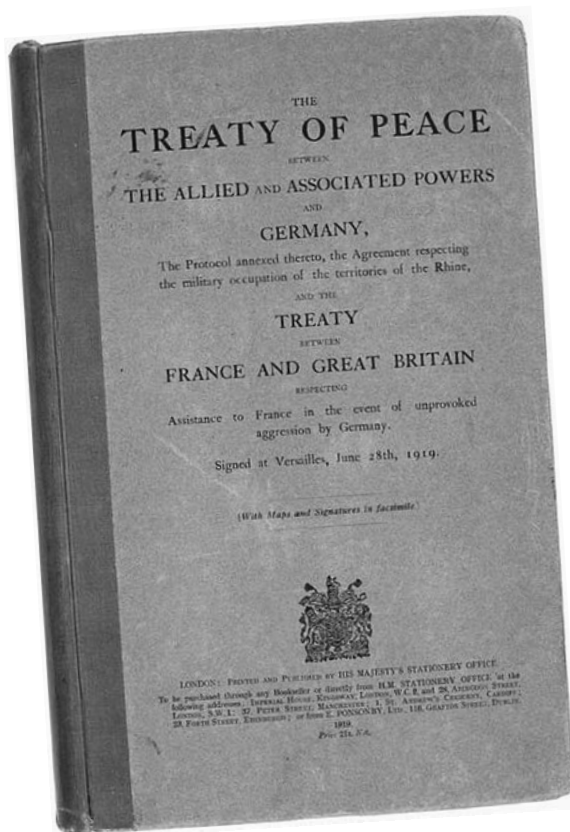 THE
TREATY OF PEACE
BETWEEN
THE ALLIED AND ASSOCIATED POWERS
AND
GERMANY,
The Protocol annexed thereto, the Agreement respecting
the military occupation of the territories of the Rhine,
AND THE
TREATY
BETWEEN
FRANCE AND GREAT BRITAIN
RESPECTING
Assistance to France in the event of unprovoked
aggression by Germany.
Signed at Versailles, June 28th, 1919.
(With Maps and Signatures in facsimile)
LONDON: PRINTED AND PUBLISHED BY HIS MAJESTY'S STATIONERY OFFICE
To be purchased through any Bookseller or directly from H.M. STATIONERY OFFICE at the
following addresses: IMPERIAL HOUSE, KINGSWAY, LONDON, W.C. 2, and 28, ABINGDON STREET,
LONDON, S.W. 1; 37, PETER STREET, MANCHESTER; 1, ST. ANDREW'S CRESCENT, CARDIFF;
23, FORTH STREET, EDINBURGH; or from E. PONSONBY, LTD., 116, GRAFTON STREET, DUBLIN.
1919.
Price 21s. Net.